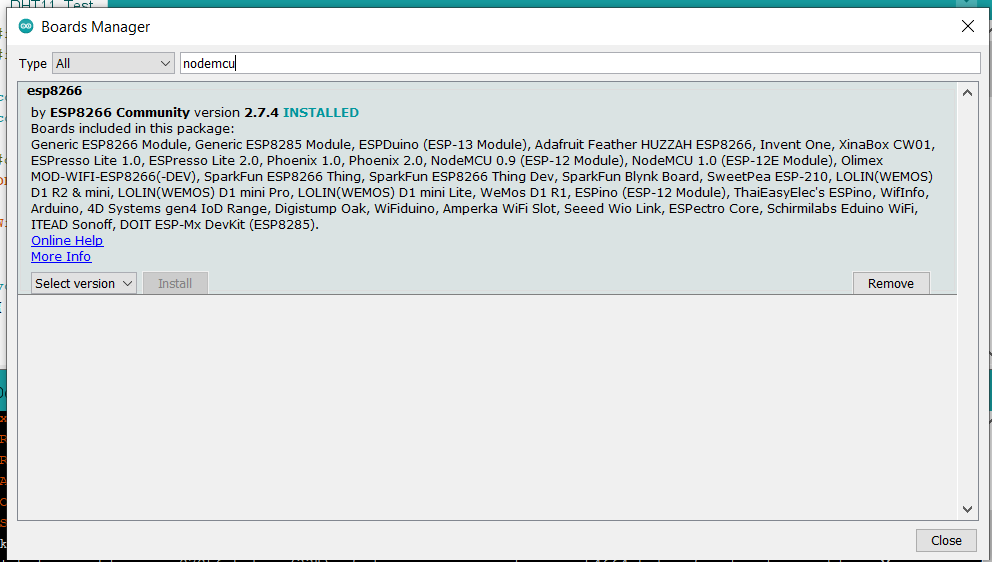 DHT11_Test
Boards Manager
Type All nodemcu
esp8266
by ESP8266 Community version 2.7.4 INSTALLED
Boards included in this package:
Generic ESP8266 Module, Generic ESP8285 Module, ESPDuino (ESP-13 Module), Adafruit Feather HUZZAH ESP8266, Invent One, XinaBox CW01,
ESPresso Lite 1.0, ESPresso Lite 2.0, Phoenix 1.0, Phoenix 2.0, NodeMCU 0.9 (ESP-12 Module), NodeMCU 1.0 (ESP-12E Module), Olimex
MOD-WIFI-ESP8266(-DEV), SparkFun ESP8266 Thing, SparkFun ESP8266 Thing Dev, SparkFun Blynk Board, SweetPea ESP-210, LOLIN(WEMOS)
D1 R2 & mini, LOLIN(WEMOS) D1 mini Pro, LOLIN(WEMOS) D1 mini Lite, WeMos D1 R1, ESPino (ESP-12 Module), ThaiEasyElec's ESPino, WifInfo,
Arduino, 4D Systems gen4 IoD Range, Digistump Oak, WiFiduino, Amperka WiFi Slot, Seeed Wio Link, ESPectro Core, Schirmilabs Eduino WiFi,
ITEAD Sonoff, DOIT ESP-Mx DevKit (ESP8285).
Online Help
More Info
Select version Install Remove
Close